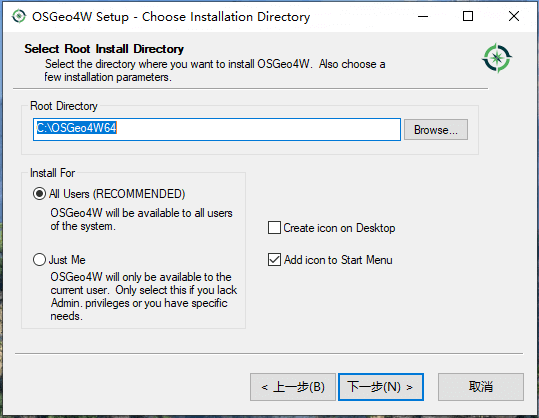 OSGeo4W Setup - Choose Installation Directory
Select Root Install Directory
Select the directory where you want to install OSGeo4W. Also choose a
few installation parameters.
Root Directory
C:\OSGeo4W64
Browse...
Install For
All Users (RECOMMENDED)
OSGeo4W will be available to all users
of the system.
Create icon on Desktop
Just Me
Add icon to Start Menu
OSGeo4W will only be available to the
current user. Only select this if you lack
Admin. privileges or you have specific
needs.
< 上一步(B)
下一步(N) >
取消